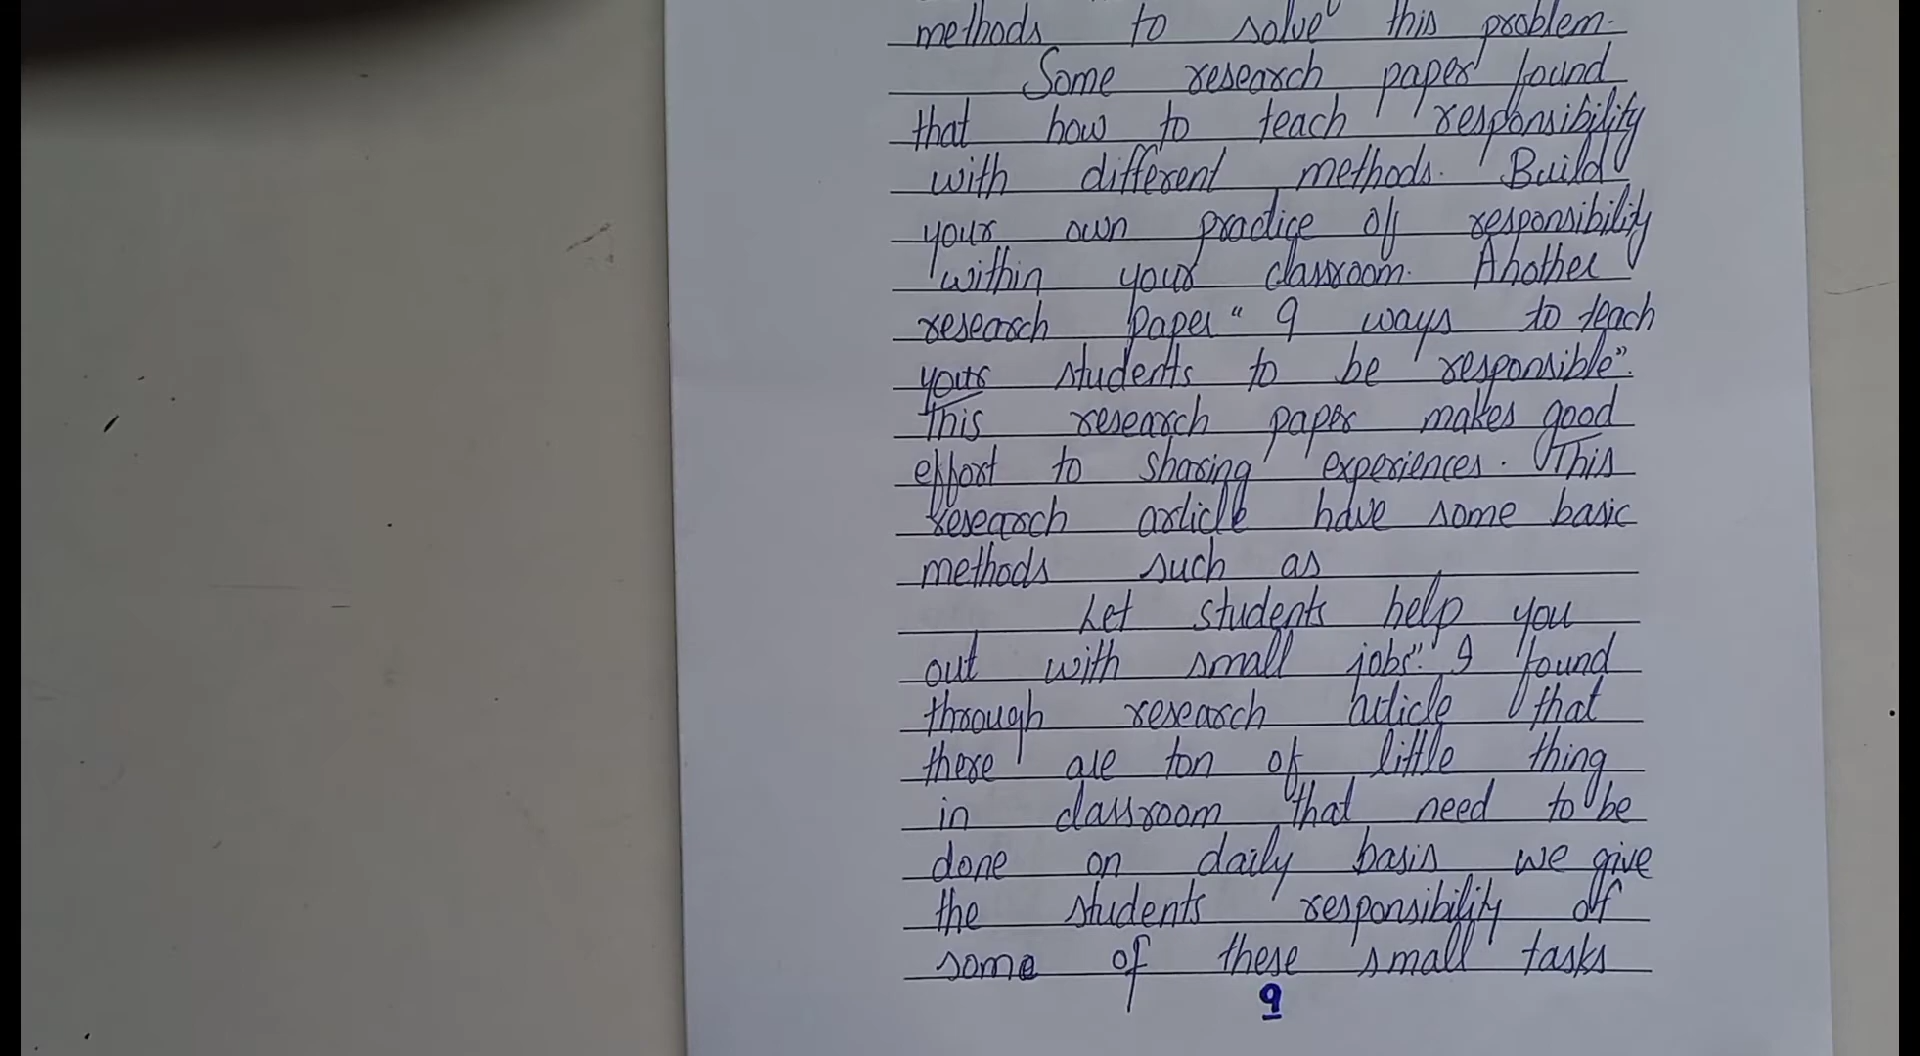 methods to solve this problem.
Some research paper found
that how to teach responsibility
with different methods. Build
your own practice of responsibility
within your classroom. Another
research paper "9 ways to teach
your students to be responsible".
This research paper makes good
effort to sharing experiences. This
research article have some basic
methods such as
Let students help you
out with small jobs". I found
through research article that
there are ton of little thing
in classroom that need to be
done on daily basis we give
the students responsibility of
some of these small tasks
9